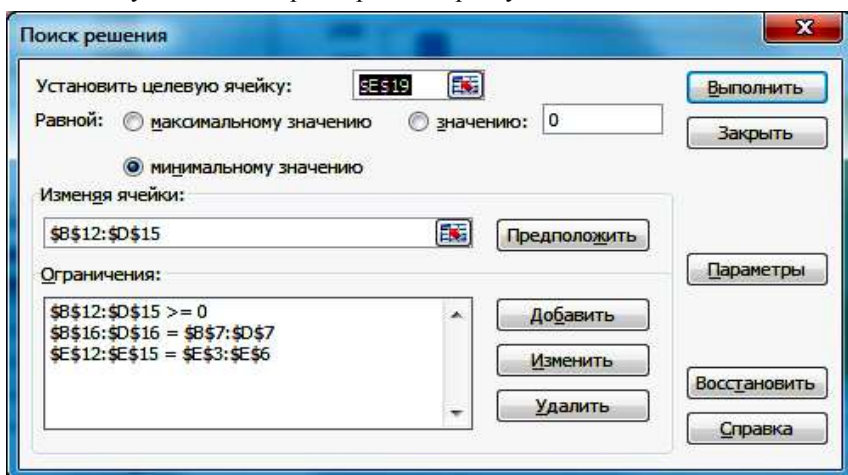 Поиск решения
X
Установить целевую ячейку: $E$19
Выполнить
Равной: максимальному значению значению: 0
Закрыть
минимальному значению
Изменяя ячейки:
$B$12:$D$15
Предположить
Ограничения:
Параметры
$B$12:$D$15 >= 0
$B$16:$D$16 = $B$7:$D$7
$E$12:$E$15 = $E$3:$E$6
Добавить
Изменить
Удалить
Восстановить
Справка